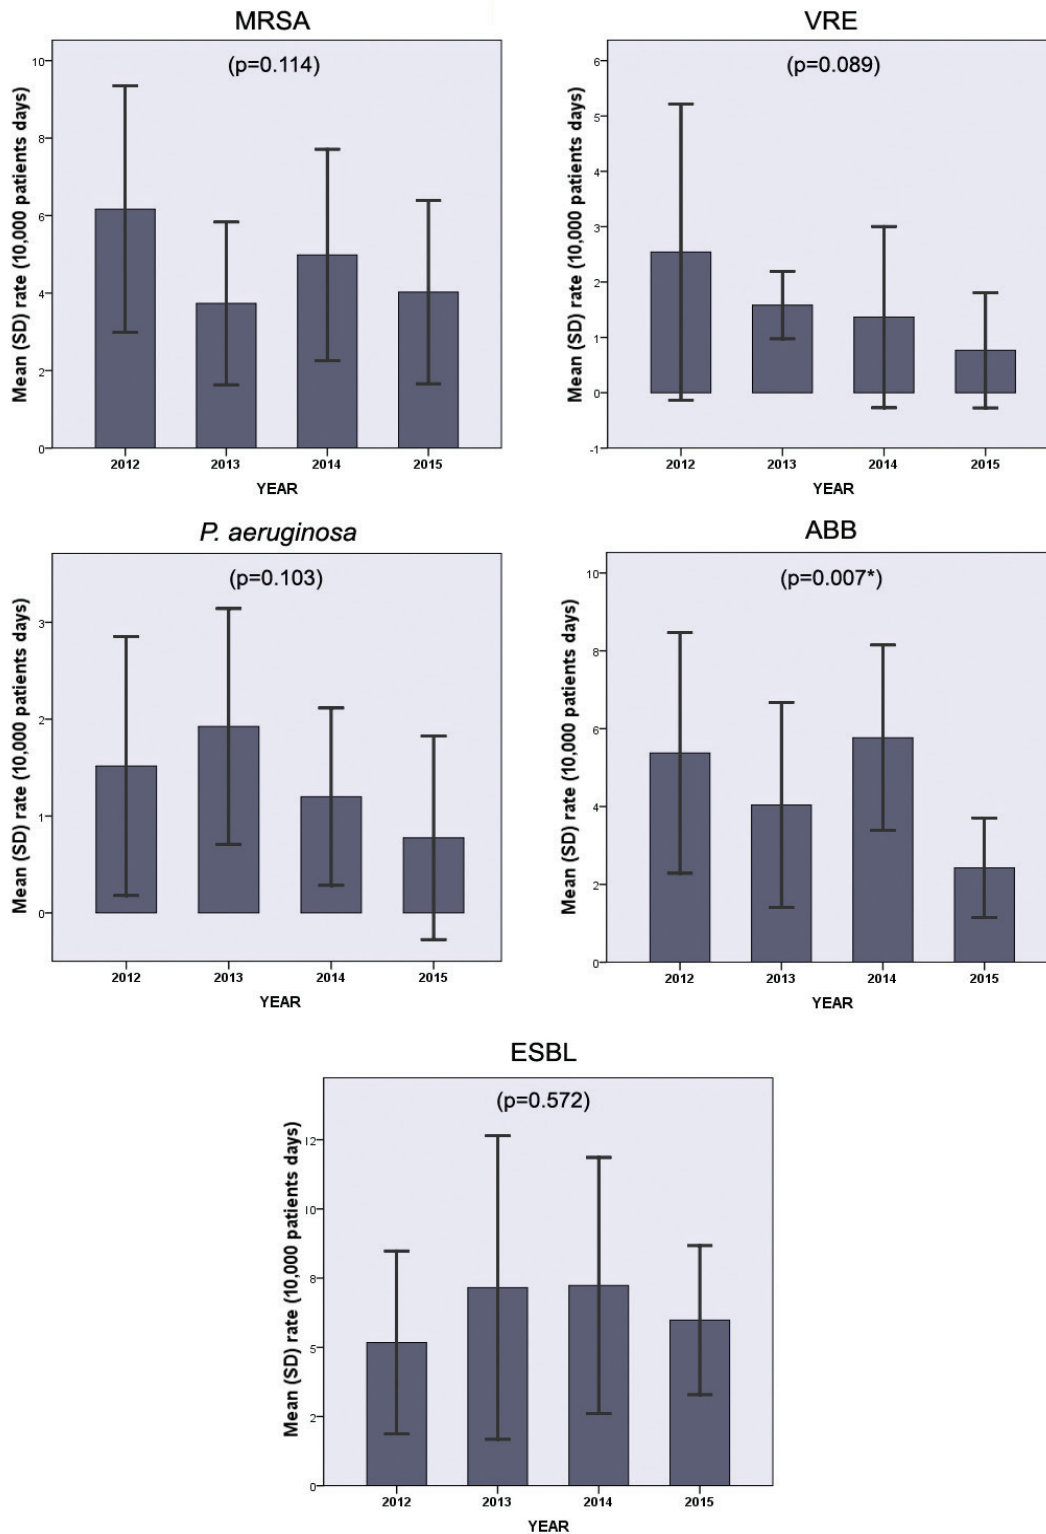 MRSA
(p=0.114)
Mean (SD) rate (10,000 patients days)
10
8
6
4
2
0
2012 2013 2014 2015
YEAR
VRE
(p=0.089)
Mean (SD) rate (10,000 patients days)
6
5
4
3
2
1
0
-1
2012 2013 2014 2015
YEAR
P. aeruginosa
(p=0.103)
Mean (SD) rate (10,000 patients days)
3
2
1
0
2012 2013 2014 2015
YEAR
ABB
(p=0.007*)
Mean (SD) rate (10,000 patients days)
10
8
6
4
2
0
2012 2013 2014 2015
YEAR
ESBL
(p=0.572)
Mean (SD) rate (10,000 patients days)
12
10
8
5
2
0
2012 2013 2014 2015
YEAR